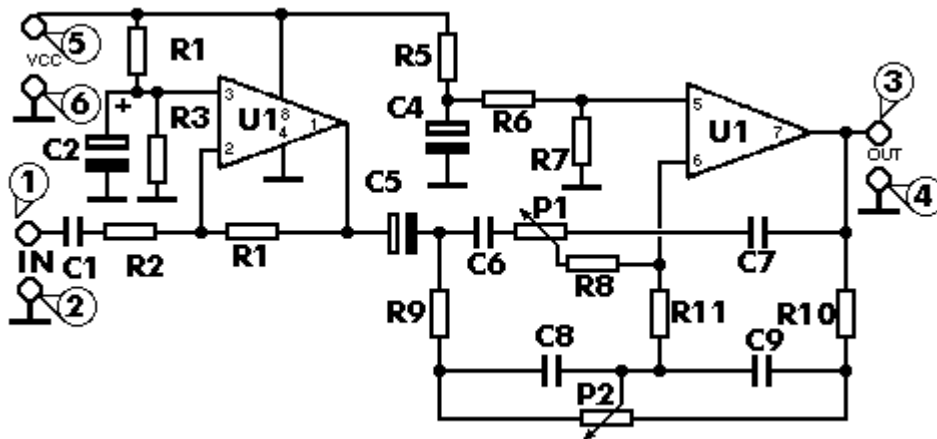 5
VCC
R1
R5
3
6
+
R3
3
U1
8
4
1
2
C4
R6
5
U1
7
6
OUT
C2
R7
4
1
C5
P1
IN
C1
R2
R1
C6
R8
C7
2
R9
R11
R10
C8
C9
P2